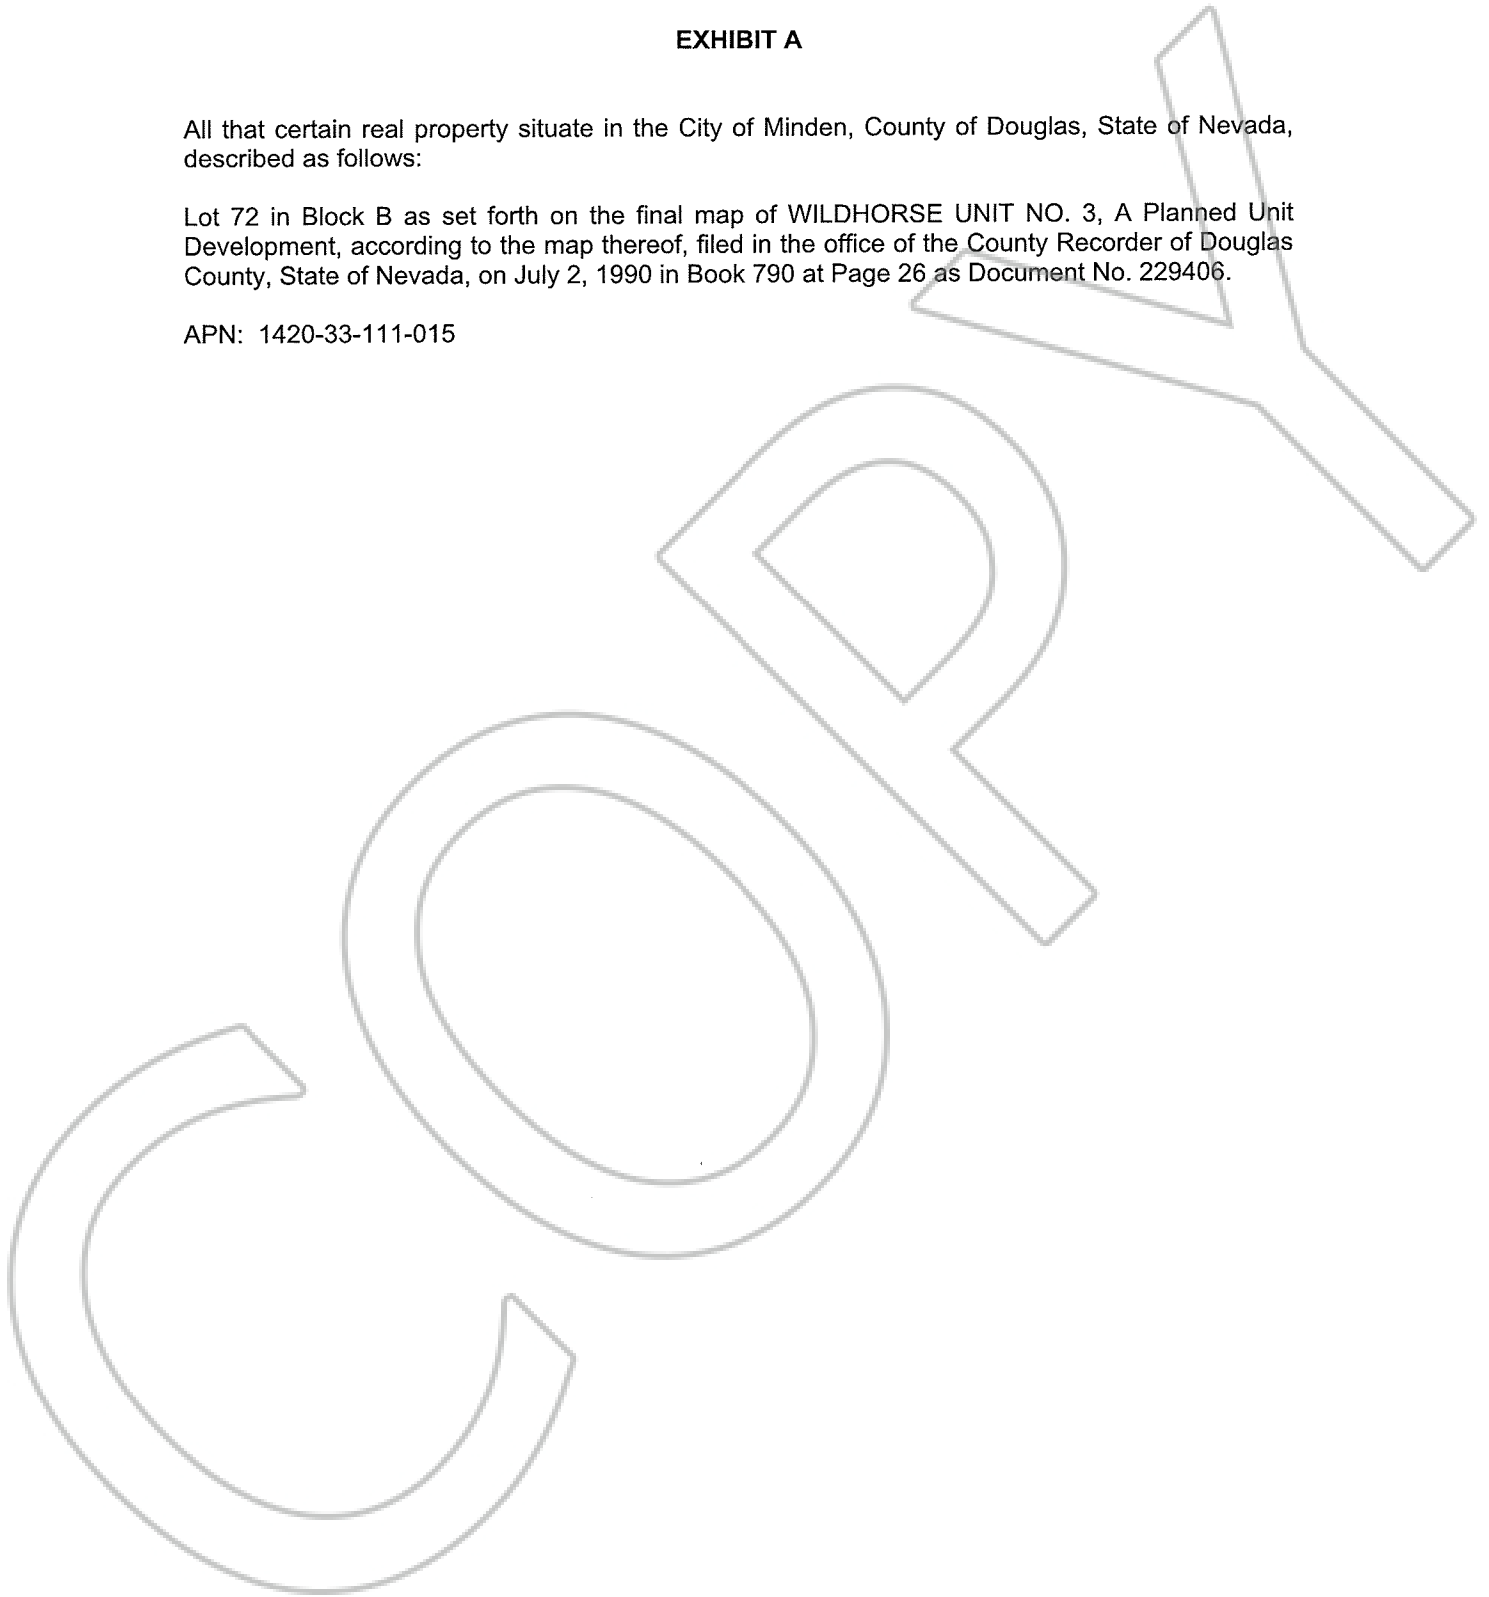 EXHIBIT A
All that certain real property situate in the City of Minden, County of Douglas, State of Nevada,
described as follows:
Lot 72 in Block B as set forth on the final map of WILDHORSE UNIT NO. 3, A Planned Unit
Development, according to the map thereof, filed in the office of the County Recorder of Douglas
County, State of Nevada, on July 2, 1990 in Book 790 at Page 26 as Document No. 229406.
APN: 1420-33-111-015
COPY